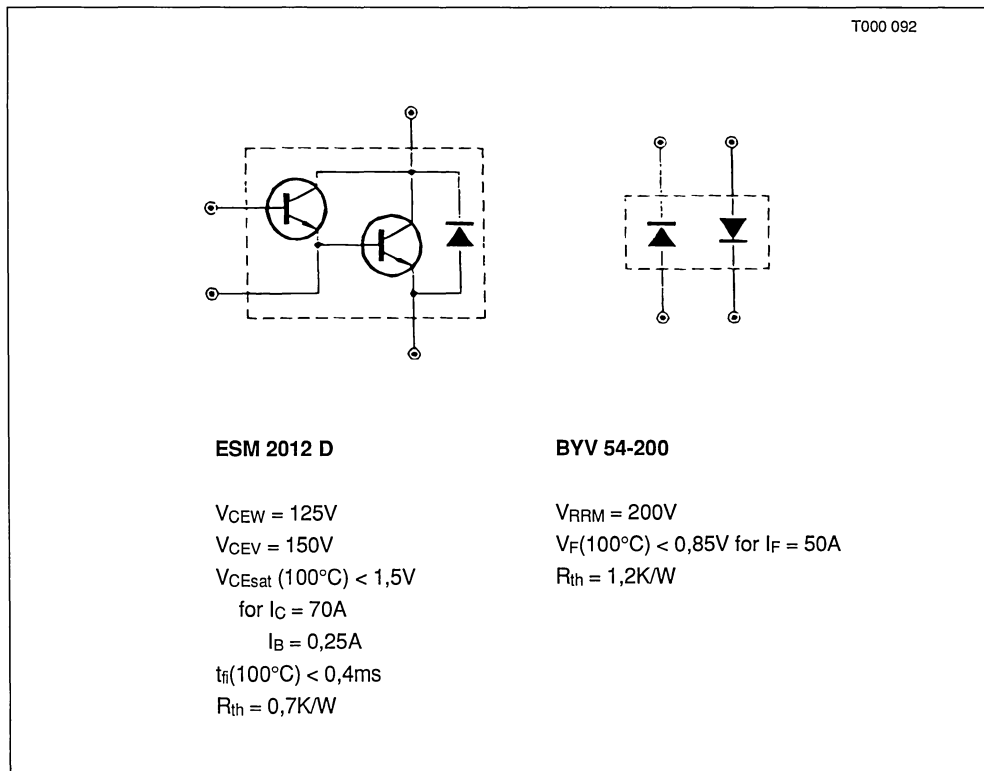 T000 092
ESM 2012 D
VCEW = 125V
VCEV = 150V
VCEsat (100°C) < 1,5V
for IC = 70A
IB = 0,25A
tfi(100°C) < 0,4ms
Rth = 0,7K/W
BYV 54-200
VRRM = 200V
VF(100°C) < 0,85V for IF = 50A
Rth = 1,2K/W